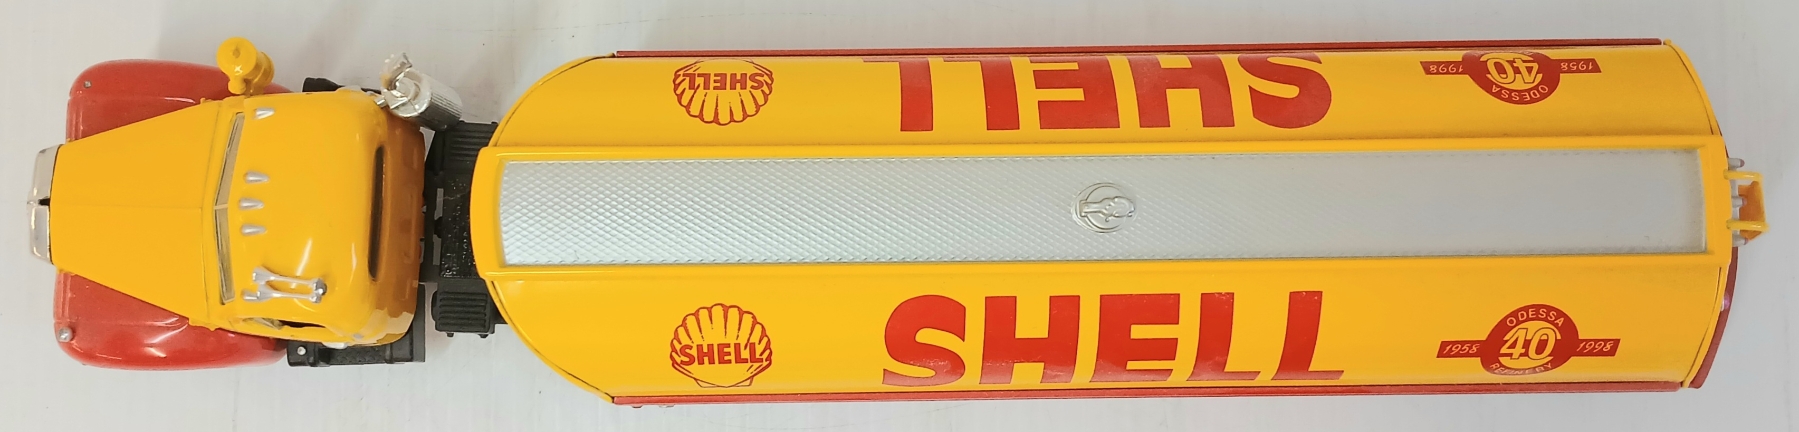 SHELL
SHELL
1958 ODESSA 40 1998
SHELL
SHELL
ODESSA
1958 40 1998
REFINERY